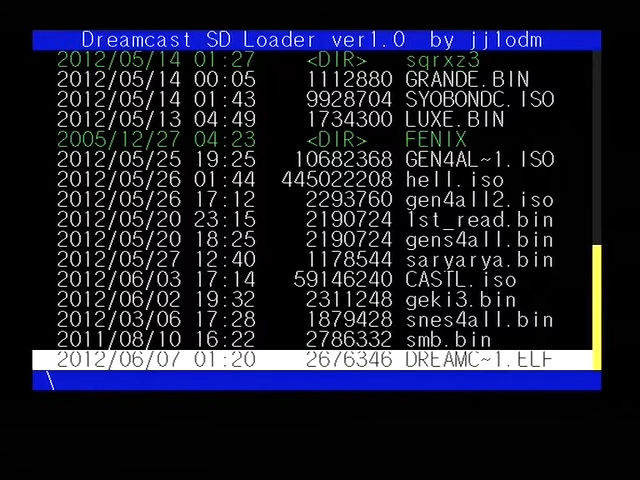 Dreamcast SD Loader ver1.0 by jj1odm
2012/05/14 01:27 <DIR> sqrxz3
2012/05/14 00:05 1112880 GRANDE.BIN
2012/05/14 01:43 9928704 SYOBONDC.ISO
2012/05/13 04:49 1734300 LUXE.BIN
2005/12/27 04:23 <DIR> FENIX
2012/05/25 19:25 10682368 GEN4AL~1.ISO
2012/05/26 01:44 445022208 hell.iso
2012/05/26 17:12 2293760 gen4all2.iso
2012/05/20 23:15 2190724 1st_read.bin
2012/05/20 18:25 2190724 gens4all.bin
2012/05/27 12:40 1178544 saryarya.bin
2012/06/03 17:14 59146240 CASTL.iso
2012/06/02 19:32 2311248 geki3.bin
2012/03/06 17:28 1879428 snes4all.bin
2011/08/10 16:22 2786332 smb.bin
2012/06/07 01:20 2676346 DREAMC~1.ELF
\